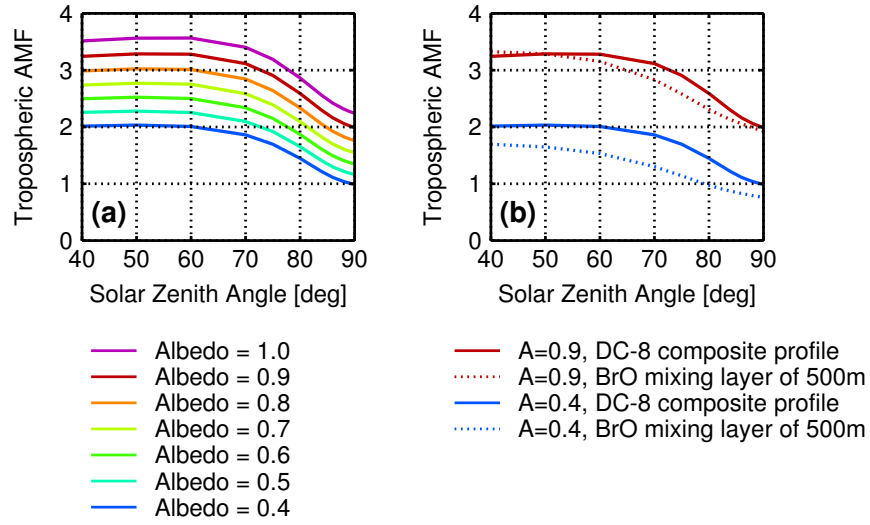 4
3
2
1
0
Tropospheric AMF
(a)
40 50 60 70 80 90
Solar Zenith Angle [deg]
4
3
2
1
0
Tropospheric AMF
(b)
40 50 60 70 80 90
Solar Zenith Angle [deg]
Albedo = 1.0
Albedo = 0.9
Albedo = 0.8
Albedo = 0.7
Albedo = 0.6
Albedo = 0.5
Albedo = 0.4
A=0.9, DC-8 composite profile
A=0.9, BrO mixing layer of 500m
A=0.4, DC-8 composite profile
A=0.4, BrO mixing layer of 500m